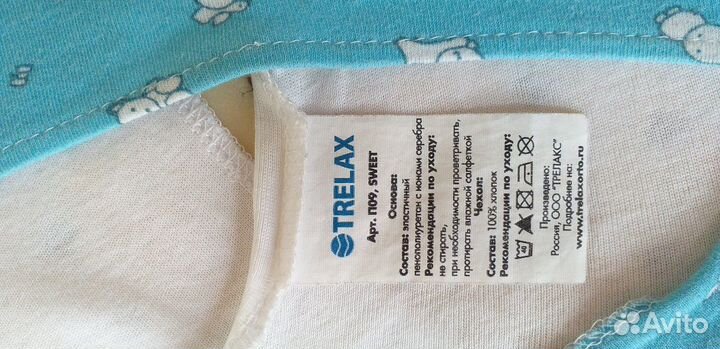 TRELAX
Арт. П09, SWEET
Основа:
Состав: эластичный
пенополиуретан с ионами серебра
Рекомендации по уходу:
не стирать,
при необходимости проветривать,
протирать влажной салфеткой
Чехол:
Состав: 100% хлопок
Рекомендации по уходу:
40
Произведено:
Россия, ООО "ТРЕЛАКС"
Подробнее на:
www.trelaxorto.ru
Avito